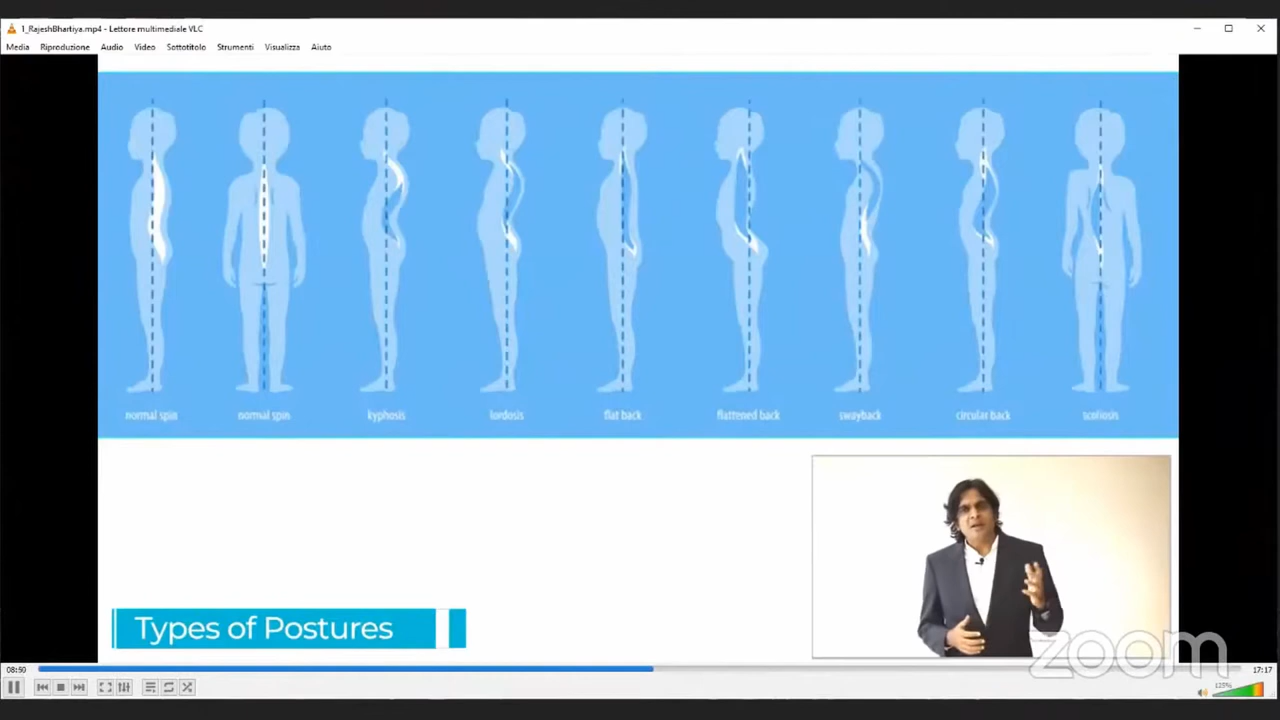 1_RajeshBhartiya.mp4 - Lettore multimediale VLC
Media Riproduzione Audio Video Sottotitolo Strumenti Visualizza Aiuto
normal spin normal spin kyphosis lordosis flat back flattened back swayback circular back scoliosis
Types of Postures
zoom
08:50 17:17
125%